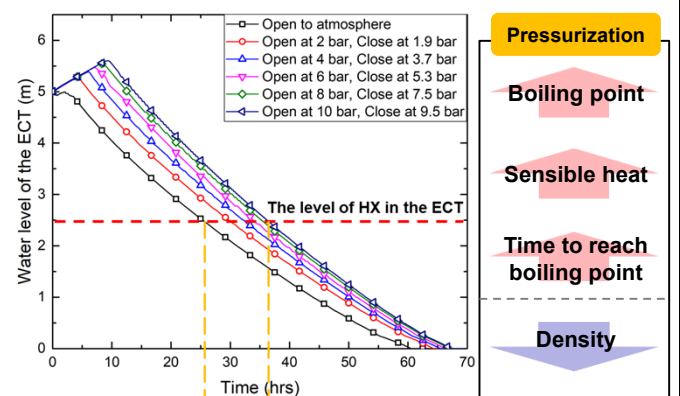 Water level of the ECT (m)
6
5
4
3
2
1
0
Open to atmosphere
Open at 2 bar, Close at 1.9 bar
Open at 4 bar, Close at 3.7 bar
Open at 6 bar, Close at 5.3 bar
Open at 8 bar, Close at 7.5 bar
Open at 10 bar, Close at 9.5 bar
The level of HX in the ECT
0 10 20 30 40 50 60 70
Time (hrs)
Pressurization
Boiling point
Sensible heat
Time to reach
boiling point
Density